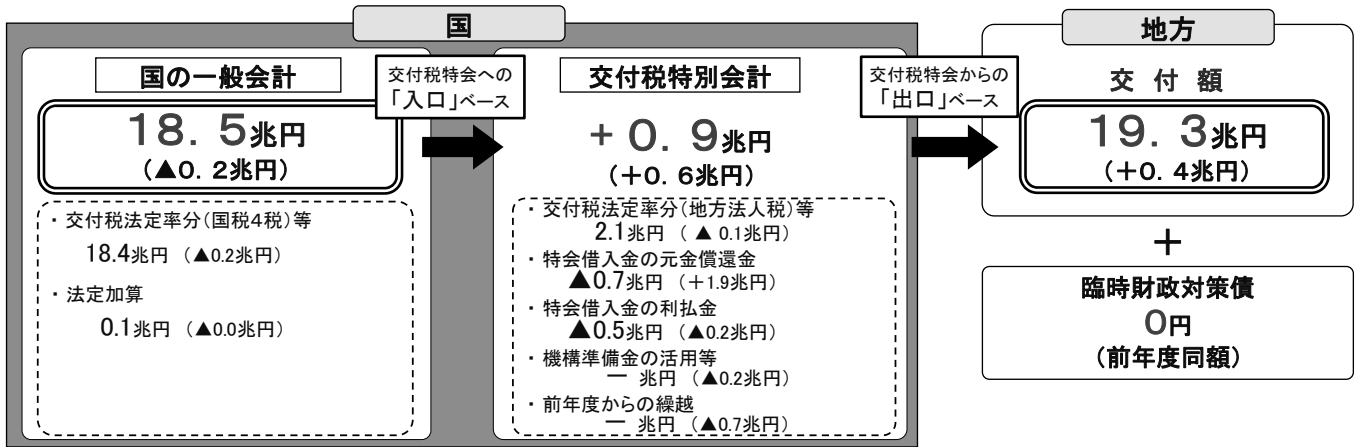 国
国の一般会計
18. 5兆円
(▲0. 2兆円)
・ 交付税法定率分(国税4税)等
18.4兆円 (▲0.2兆円)
・ 法定加算
0.1兆円 (▲0.0兆円)
交付税特会への
「入口」ベース
交付税特別会計
+ 0. 9兆円
(+0. 6兆円)
・ 交付税法定率分(地方法人税)等
2.1兆円 ( ▲ 0.1兆円)
・ 特会借入金の元金償還金
▲0.7兆円 (+1.9兆円)
・ 特会借入金の利払金
▲0.5兆円 (▲0.2兆円)
・ 機構準備金の活用等
ー 兆円 (▲0.2兆円)
・ 前年度からの繰越
ー 兆円 (▲0.7兆円)
交付税特会からの
「出口」ベース
地方
交 付 額
19. 3兆円
(+0. 4兆円)
+
臨時財政対策債
0円
(前年度同額)